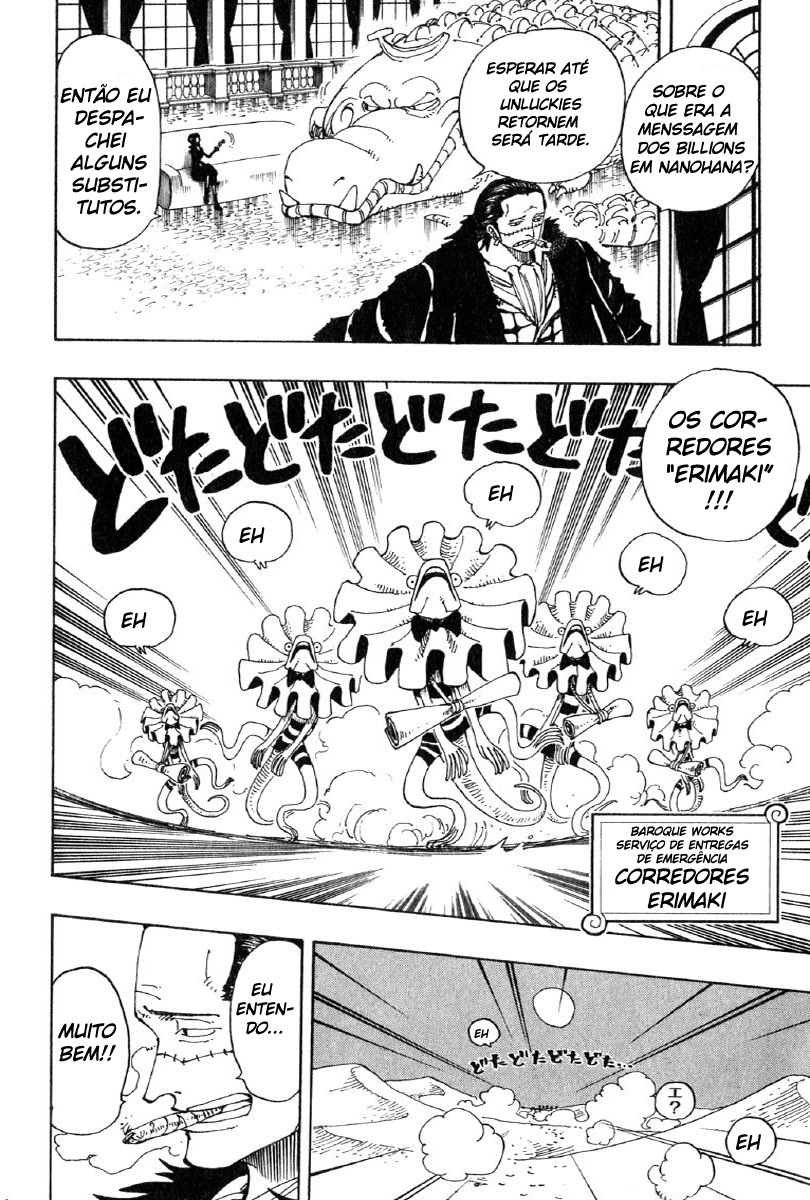 SOBRE O
QUE ERA A
MENSSAGEM
DOS BILLIONS
EM NANOHANA?
ESPERAR ATÉ
QUE OS
UNLUCKIES
RETORNEM
SERÁ TARDE.
ENTÃO EU
DESPA-
CHEI
ALGUNS
SUBSTI-
TUTOS.
OS COR-
REDORES
"ERIMAKI"
!!!
どたどたどたどた
EH
EH
EH
EH
EH
BAROQUE WORKS
SERVIÇO DE ENTREGAS
DE EMERGÊNCIA
CORREDORES
ERIMAKI
EH
どたどたどたどた...
エ?
EH
EU
ENTEN-
DO...
MUITO
BEM!!